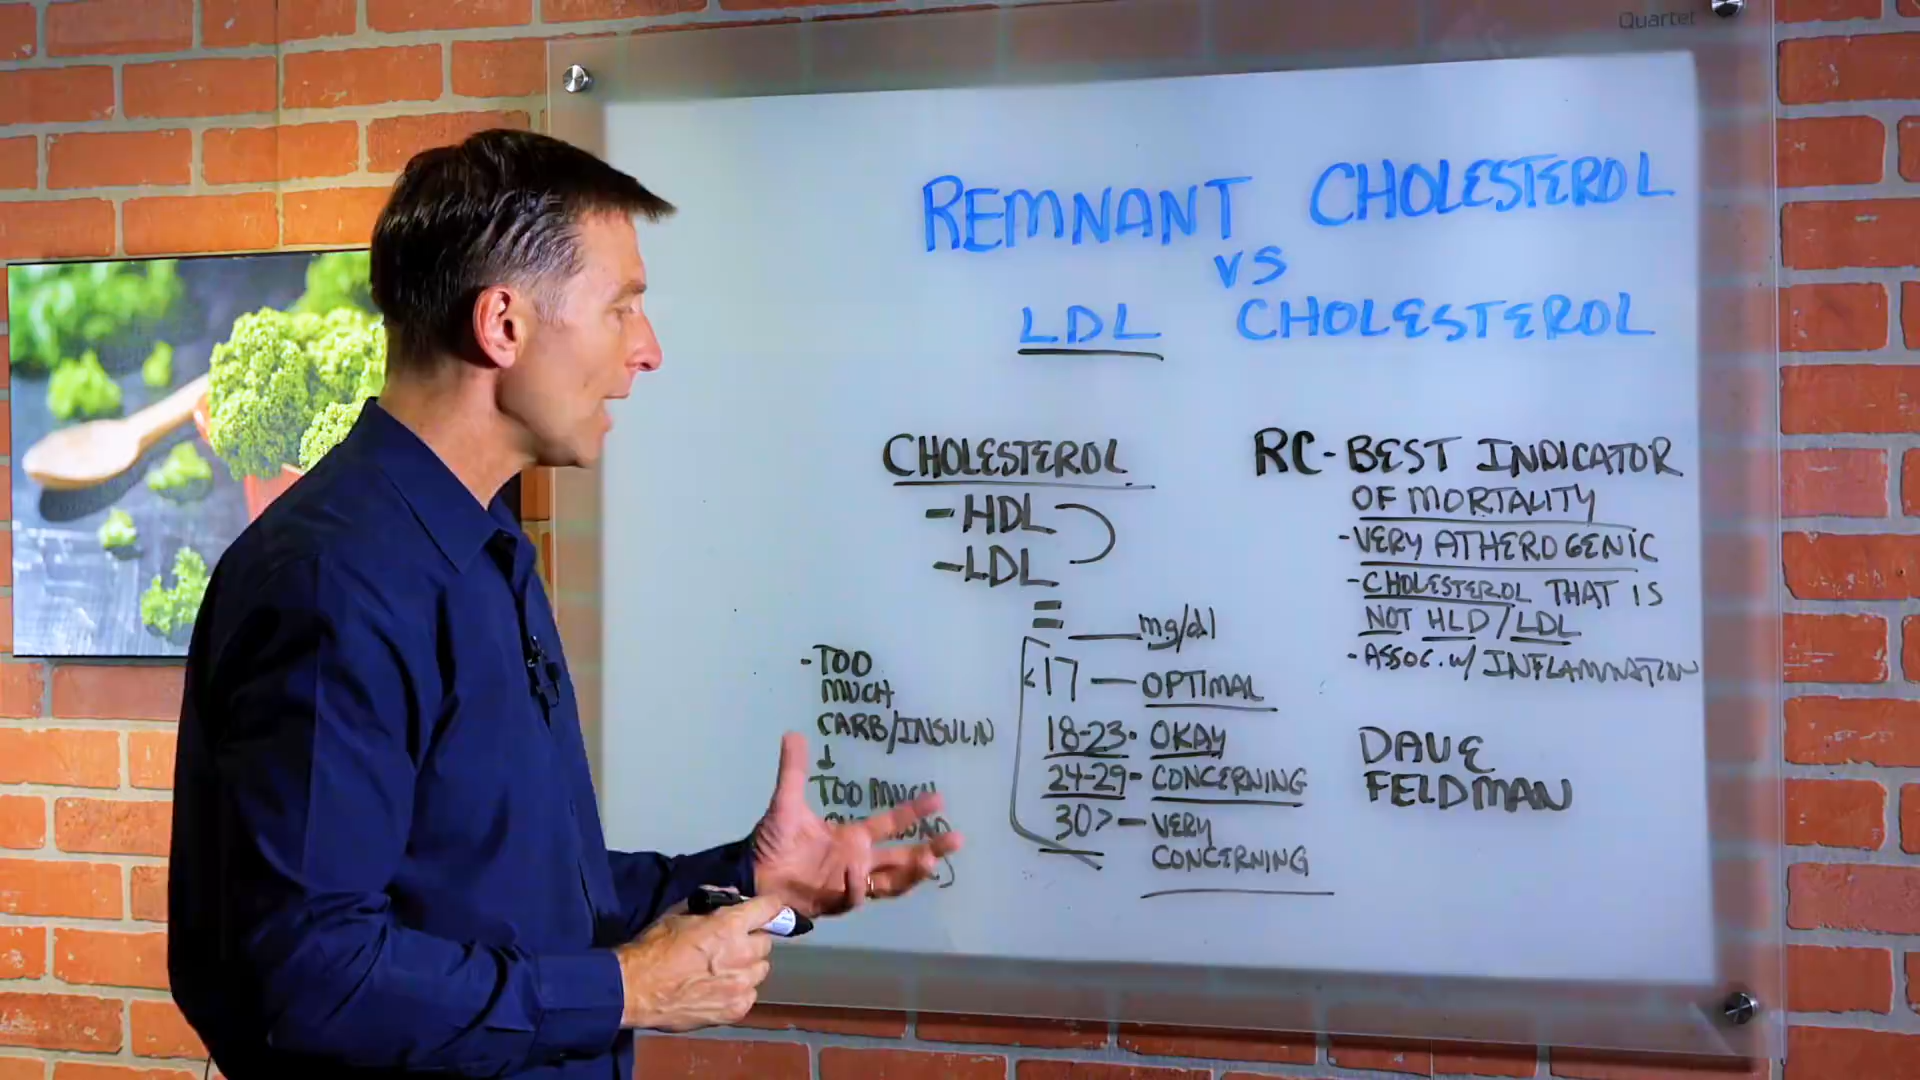 Quartet
REMNANT CHOLESTEROL
VS
LDL CHOLESTEROL
CHOLESTEROL
-HDL
-LDL
=
mg/dl
<17 — OPTIMAL
18-23- OKAY
24-29- CONCERNING
30> — VERY
CONCERNING
-TOO
MUCH
CARB/INSULIN
↓
TOO MUCH
RC-BEST INDICATOR
OF MORTALITY
-VERY ATHEROGENIC
-CHOLESTEROL THAT IS
NOT HLD/LDL
-ASSOC. W/ INFLAMMATION
DAVE
FELDMAN